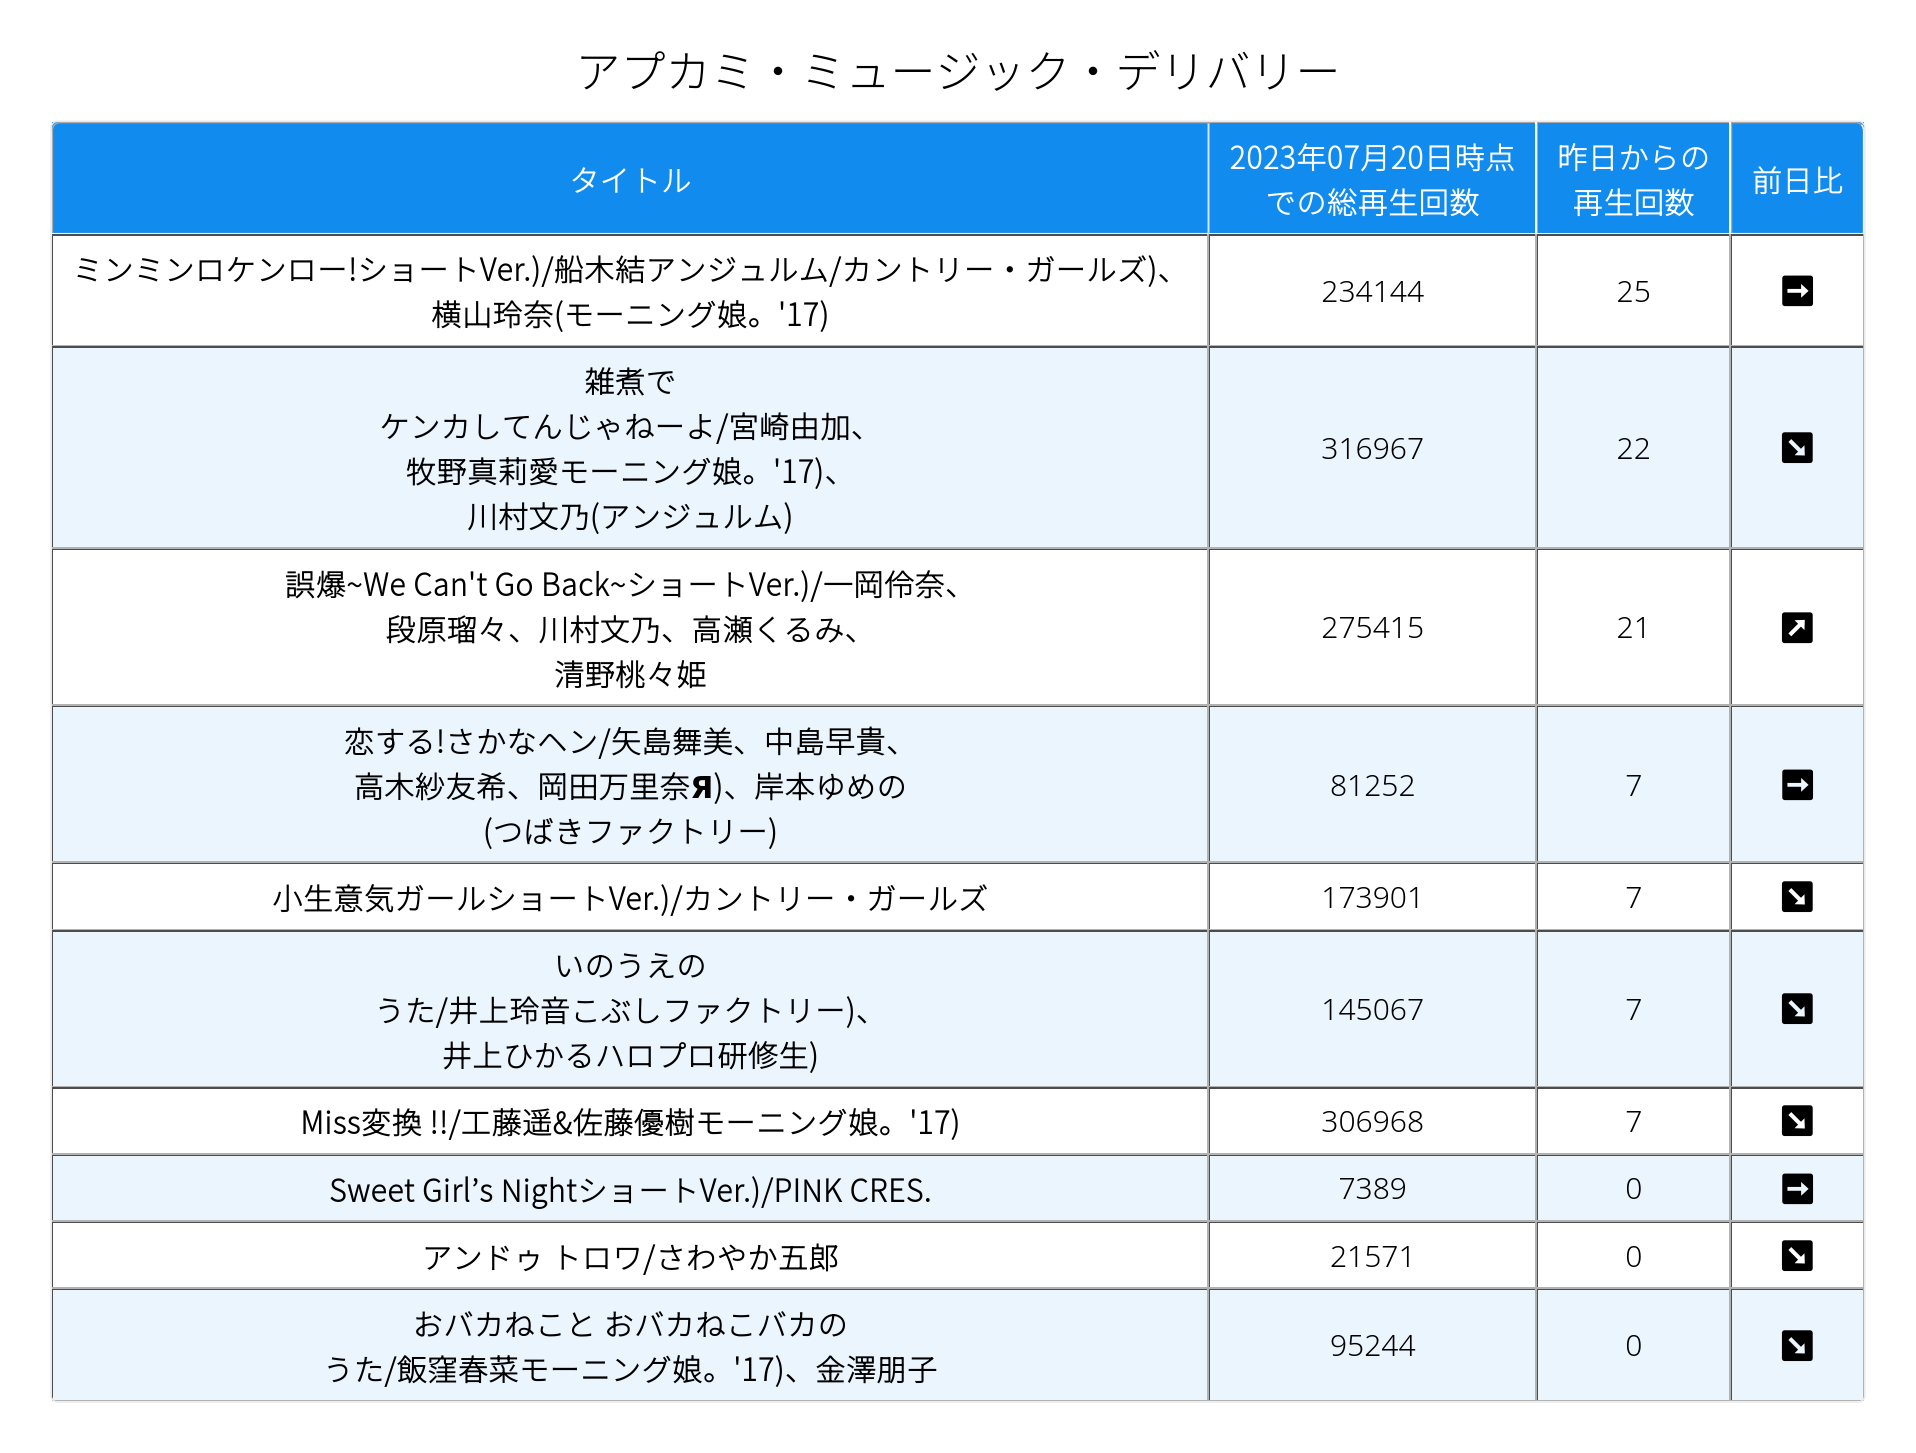 アプカミ・ミュージック・デリバリー
タイトル
2023年07月20日時点
での総再生回数
昨日からの
再生回数
前日比
ミンミンロケンロー!ショートVer.)/船木結アンジュルム/カントリー・ガールズ)、
横山玲奈(モーニング娘。'17)
234144
25
雑煮で
ケンカしてんじゃねーよ/宮崎由加、
牧野真莉愛モーニング娘。'17)、
川村文乃(アンジュルム)
316967
22
誤爆~We Can't Go Back~ショートVer.)/一岡伶奈、
段原瑠々、川村文乃、高瀬くるみ、
清野桃々姫
275415
21
恋する!さかなヘン/矢島舞美、中島早貴、
高木紗友希、岡田万里奈Я)、岸本ゆめの
(つばきファクトリー)
81252
7
小生意気ガールショートVer.)/カントリー・ガールズ
173901
7
いのうえの
うた/井上玲音こぶしファクトリー)、
井上ひかるハロプロ研修生)
145067
7
Miss変換 !!/工藤遥&佐藤優樹モーニング娘。'17)
306968
7
Sweet Girl’s NightショートVer.)/PINK CRES.
7389
0
アンドゥ トロワ/さわやか五郎
21571
0
おバカねこと おバカねこバカの
うた/飯窪春菜モーニング娘。'17)、金澤朋子
95244
0